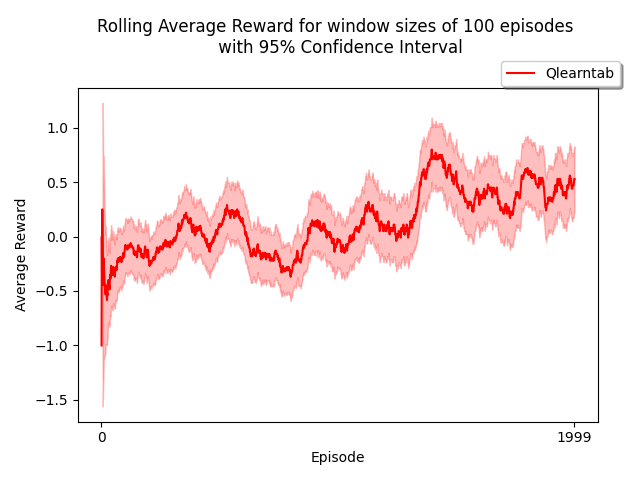 Rolling Average Reward for window sizes of 100 episodes
with 95% Confidence Interval
Qlearntab
1.0
0.5
0.0
−0.5
−1.0
−1.5
Average Reward
0
1999
Episode